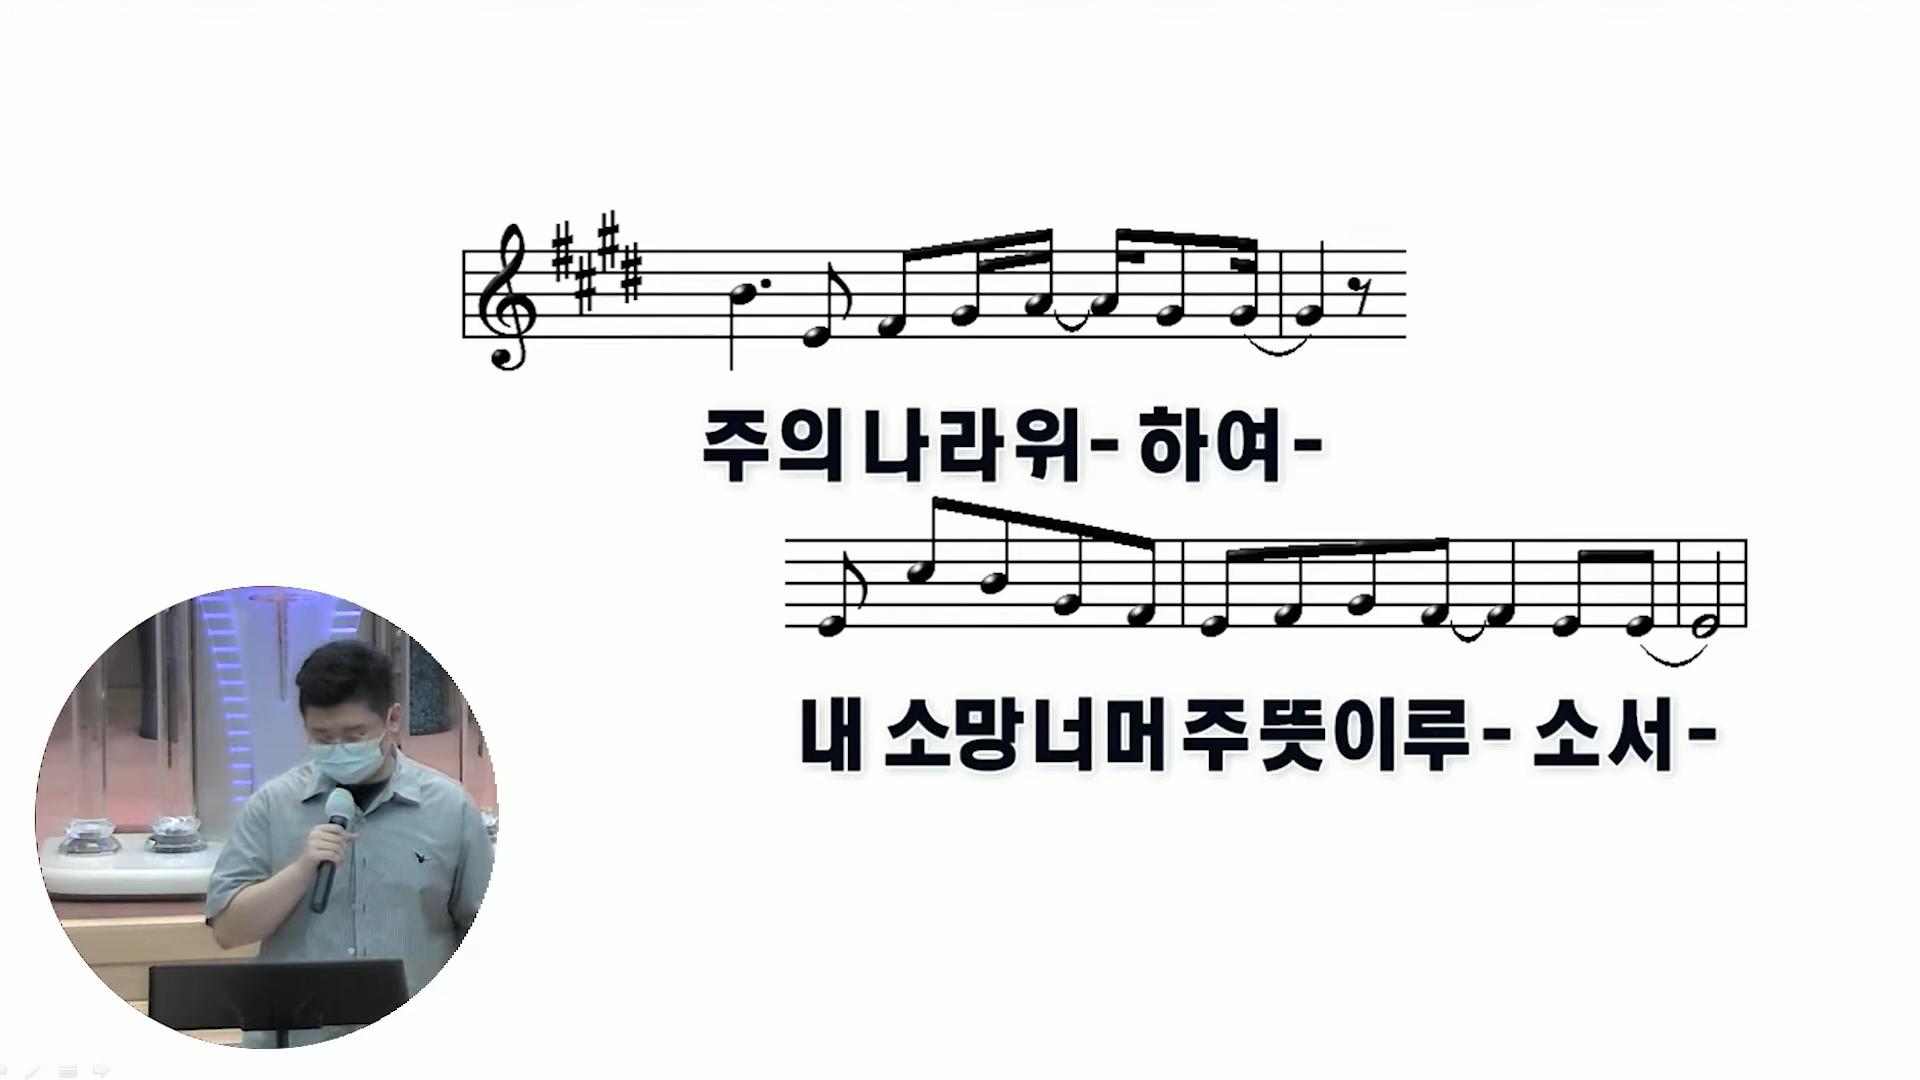 주의 나라 위- 하여-
내 소망 너머 주 뜻 이루- 소서-